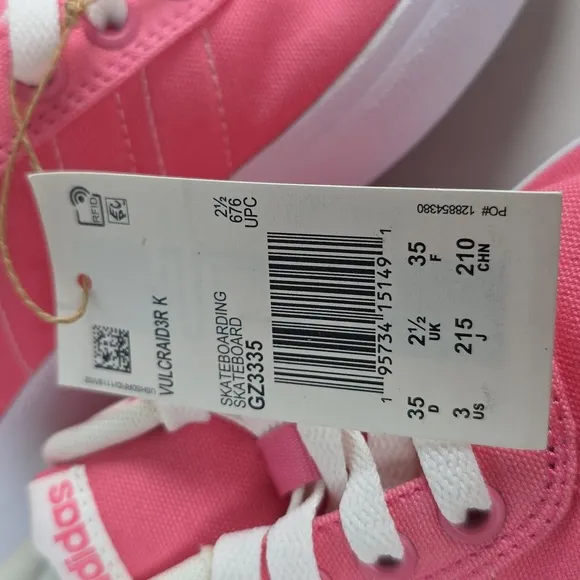 RFID
VULCRAID3R K
SKATEBOARDING
SKATEBOARD
GZ3335
2½
676
UPC
1 95734 15149 1
35 D
2½ UK
35 F
3 US
215 J
210 CHN
PO# 128854380
adidas